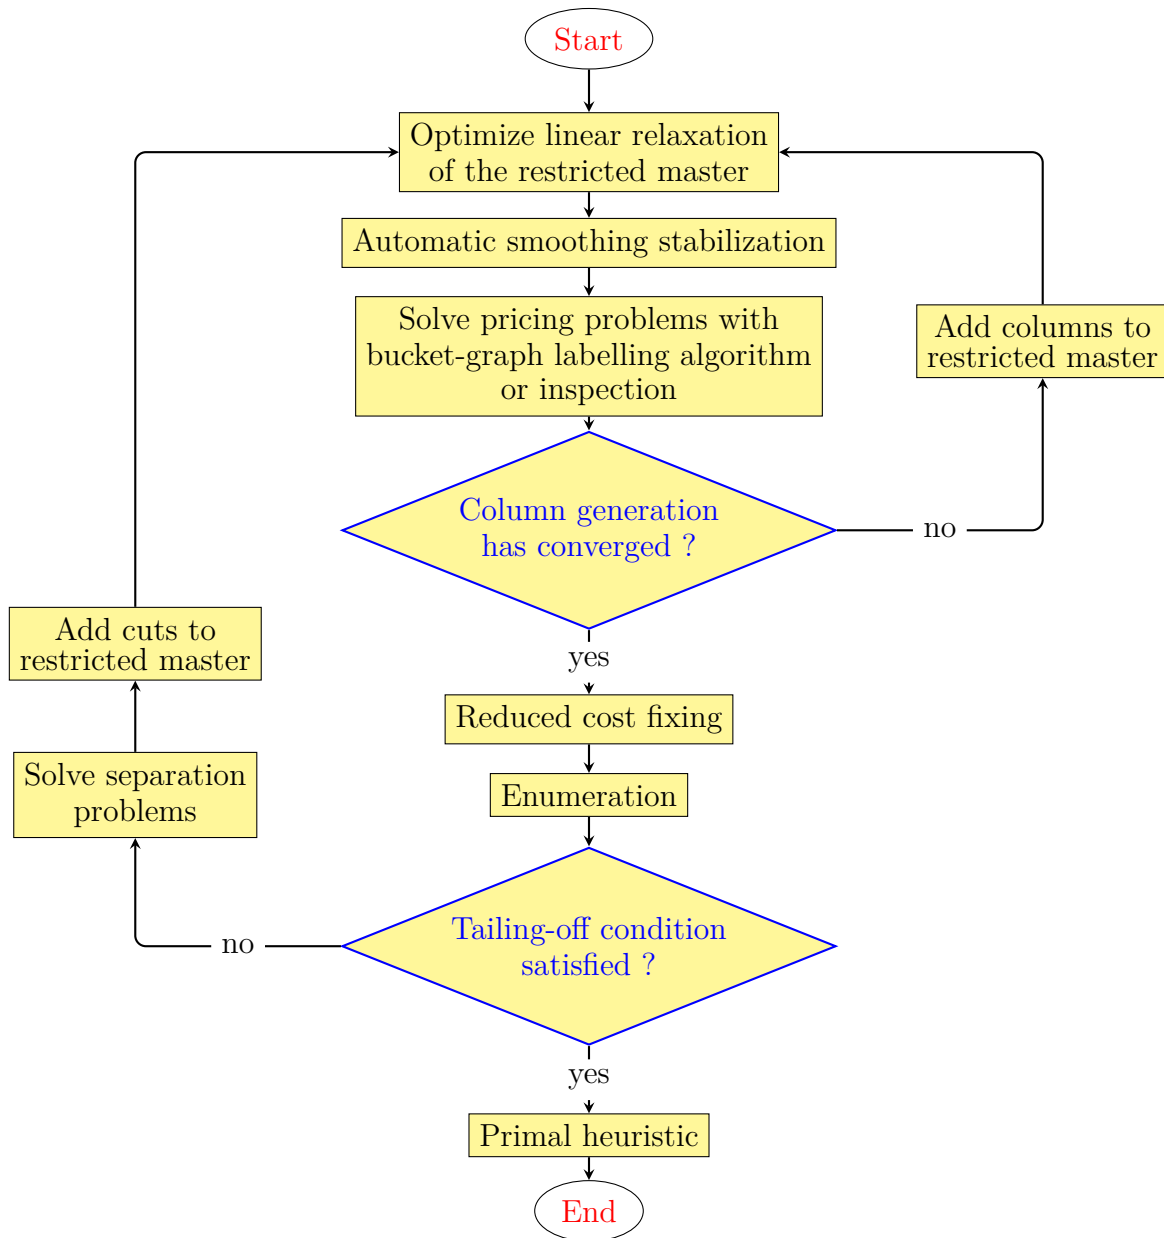 Start
Optimize linear relaxation
of the restricted master
Automatic smoothing stabilization
Solve pricing problems with
bucket-graph labelling algorithm
or inspection
Add columns to
restricted master
Column generation
has converged ?
no
yes
Add cuts to
restricted master
Reduced cost fixing
Solve separation
problems
Enumeration
Tailing-off condition
satisfied ?
no
yes
Primal heuristic
End